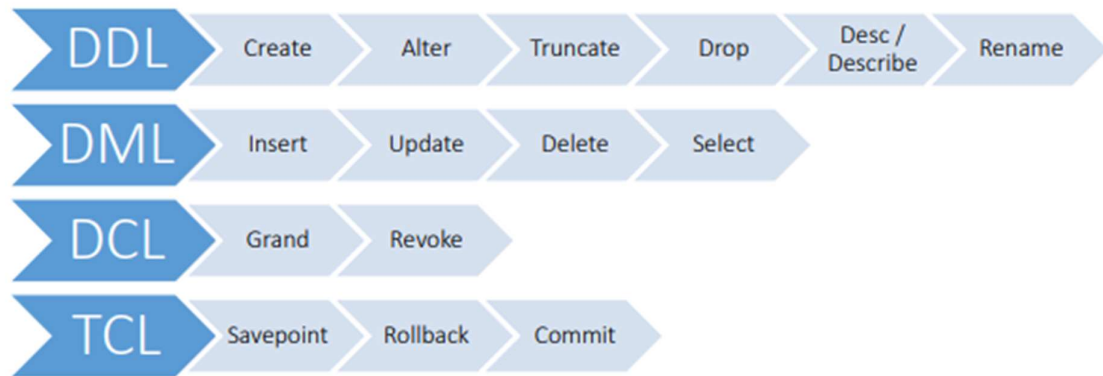 DDL Create Alter Truncate Drop Desc / Describe Rename
DML Insert Update Delete Select
DCL Grand Revoke
TCL Savepoint Rollback Commit